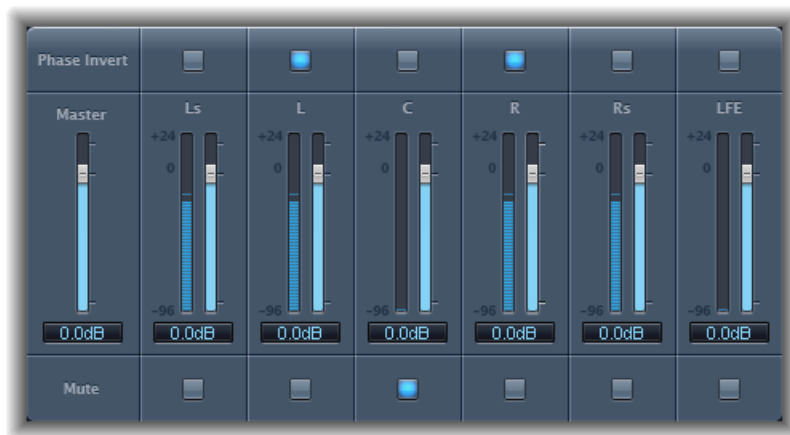 Phase Invert
Master Ls L C R Rs LFE
+24 +24 +24 +24 +24 +24
0 0 0 0 0 0
-96 -96 -96 -96 -96 -96
0.0dB 0.0dB 0.0dB 0.0dB 0.0dB 0.0dB 0.0dB
Mute